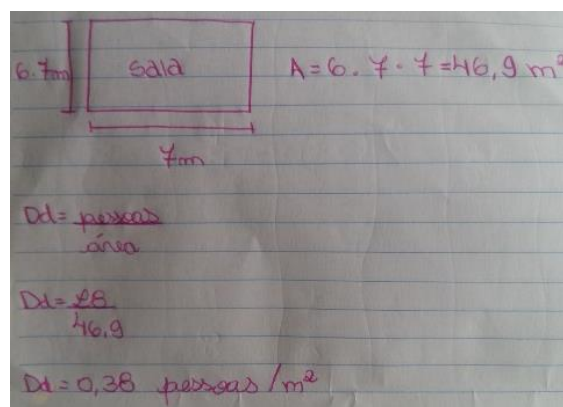 6.7m
Sala
A = 6.7.7 = 46,9 m²
7m
Dd = pessoas
área
Dd = 18
46,9
Dd = 0,38 pessoas/m²